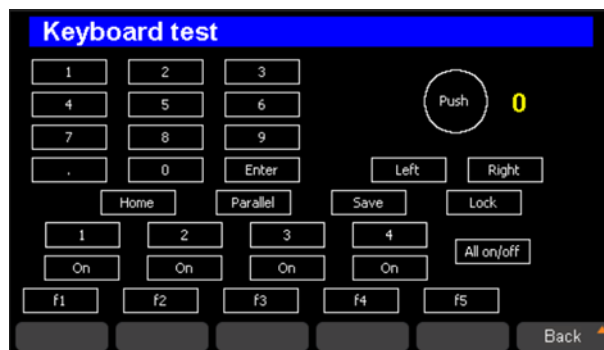 Keyboard test
1 2 3
4 5 6 Push 0
7 8 9
. 0 Enter Left Right
Home Parallel Save Lock
1 2 3 4
All on/off
On On On On
f1 f2 f3 f4 f5
Back